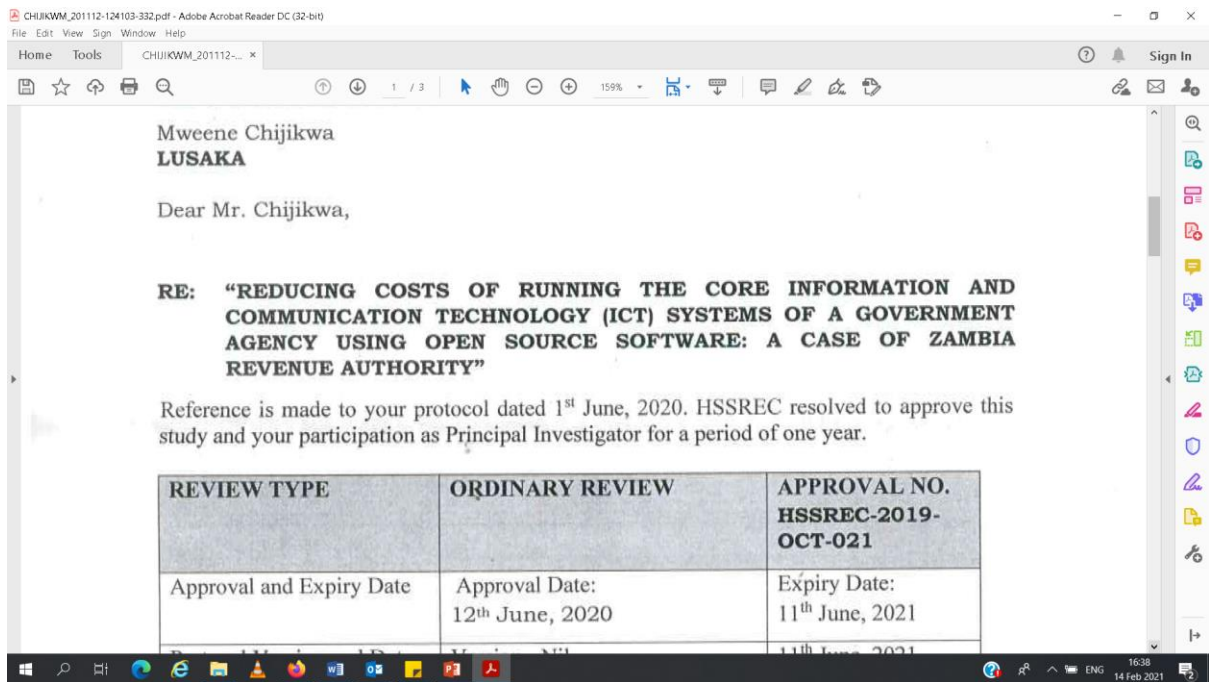 CHIJIKWM_201112-124103-332.pdf - Adobe Acrobat Reader DC (32-bit)
File Edit View Sign Window Help
Home Tools CHIJIKWM_201112-... × Sign In
1 / 3 159%
Mweene Chijikwa
LUSAKA
Dear Mr. Chijikwa,
RE: “REDUCING COSTS OF RUNNING THE CORE INFORMATION AND
COMMUNICATION TECHNOLOGY (ICT) SYSTEMS OF A GOVERNMENT
AGENCY USING OPEN SOURCE SOFTWARE: A CASE OF ZAMBIA
REVENUE AUTHORITY”
Reference is made to your protocol dated 1st June, 2020. HSSREC resolved to approve this
study and your participation as Principal Investigator for a period of one year.
REVIEW TYPE ORDINARY REVIEW APPROVAL NO.
HSSREC-2019-
OCT-021
Approval and Expiry Date Approval Date: Expiry Date:
12th June, 2020 11th June, 2021
ENG 16:38
14 Feb 2021